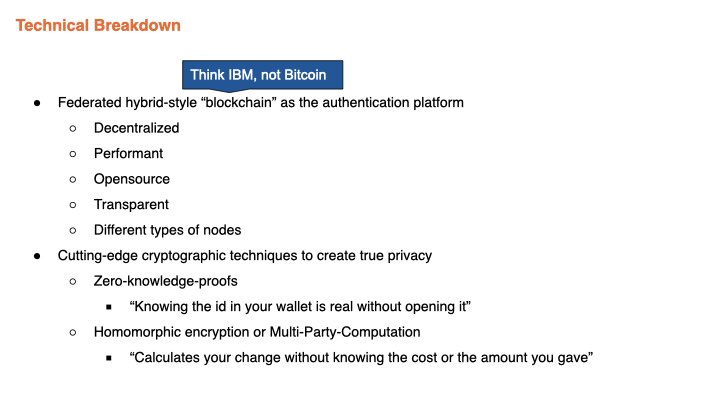 Technical Breakdown
Think IBM, not Bitcoin
● Federated hybrid-style “blockchain” as the authentication platform
○ Decentralized
○ Performant
○ Opensource
○ Transparent
○ Different types of nodes
● Cutting-edge cryptographic techniques to create true privacy
○ Zero-knowledge-proofs
■ “Knowing the id in your wallet is real without opening it”
○ Homomorphic encryption or Multi-Party-Computation
■ “Calculates your change without knowing the cost or the amount you gave”